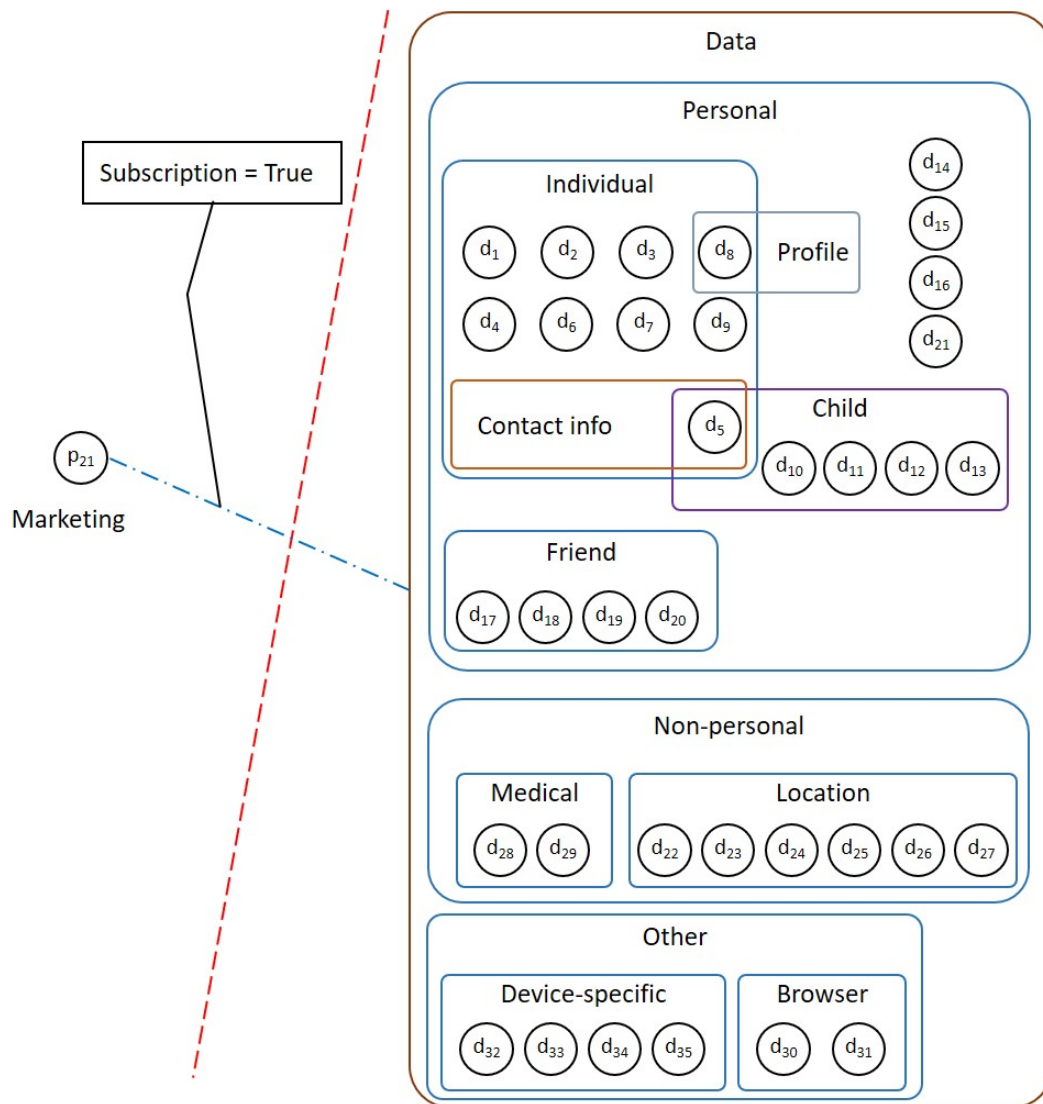 Data
Personal
Subscription = True
Individual
d14
d15
d1 d2 d3 d8 Profile
d16
d4 d6 d7 d9
d21
Contact info d5 Child
p21
d10 d11 d12 d13
Marketing
Friend
d17 d18 d19 d20
Non-personal
Medical Location
d28 d29 d22 d23 d24 d25 d26 d27
Other
Device-specific Browser
d32 d33 d34 d35 d30 d31